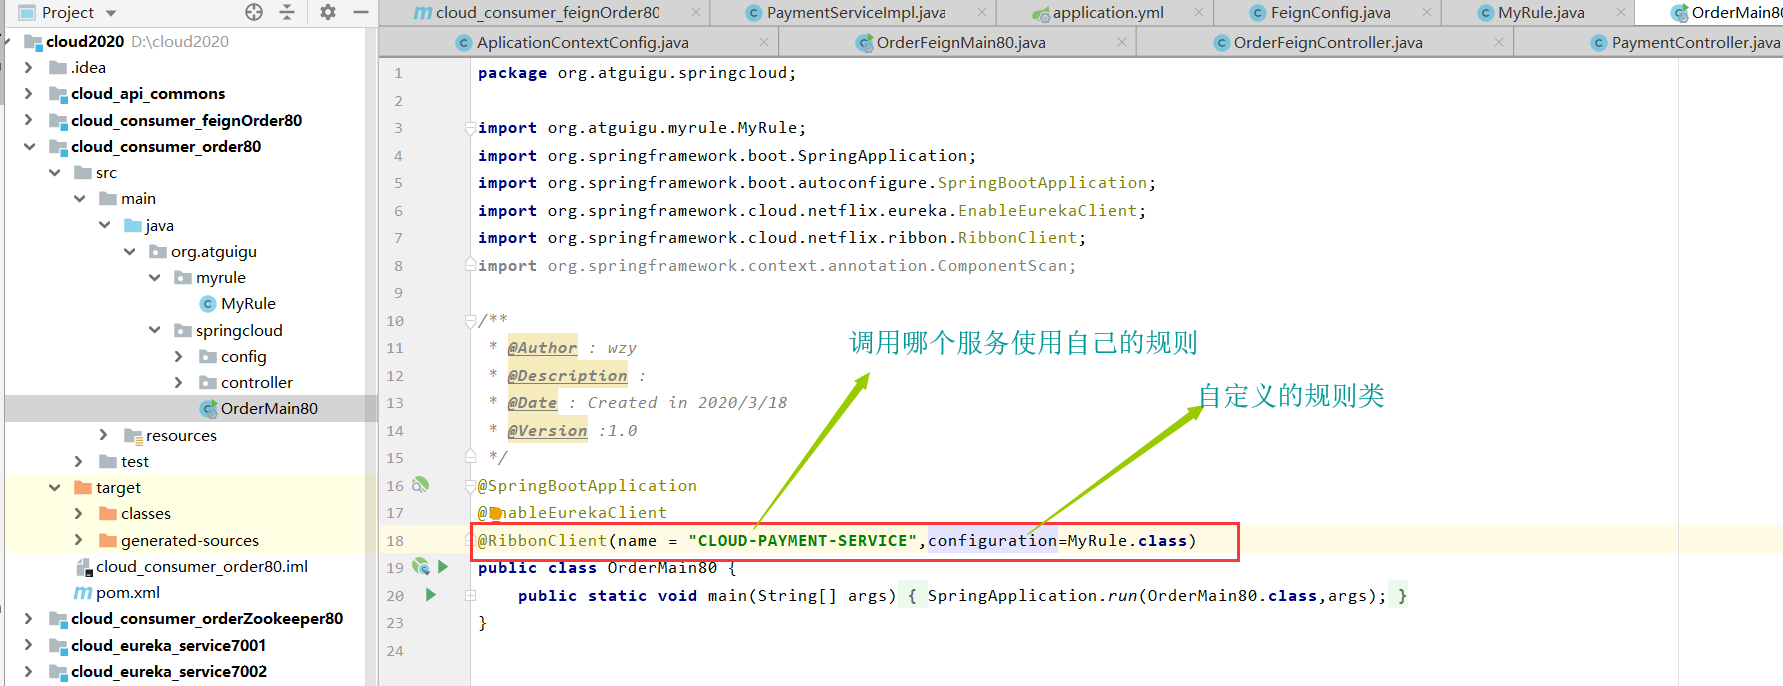 Project
cloud2020 D:\cloud2020
.idea
cloud_api_commons
cloud_consumer_feignOrder80
cloud_consumer_order80
src
main
java
org.atguigu
myrule
MyRule
springcloud
config
controller
OrderMain80
resources
test
target
classes
generated-sources
cloud_consumer_order80.iml
pom.xml
cloud_consumer_orderZookeeper80
cloud_eureka_service7001
cloud_eureka_service7002
cloud_consumer_feignOrder80 PaymentServiceImpl.java application.yml FeignConfig.java MyRule.java OrderMain80
AplicationContextConfig.java OrderFeignMain80.java OrderFeignController.java PaymentController.java
1 package org.atguigu.springcloud;
2
3 import org.atguigu.myrule.MyRule;
4 import org.springframework.boot.SpringApplication;
5 import org.springframework.boot.autoconfigure.SpringBootApplication;
6 import org.springframework.cloud.netflix.eureka.EnableEurekaClient;
7 import org.springframework.cloud.netflix.ribbon.RibbonClient;
8 import org.springframework.context.annotation.ComponentScan;
9
10 /**
11 * @Author : wzy
12 * @Description :
13 * @Date : Created in 2020/3/18
14 * @Version :1.0
15 */
调用哪个服务使用自己的规则
自定义的规则类
16 @SpringBootApplication
17 @EnableEurekaClient
18 @RibbonClient(name = "CLOUD-PAYMENT-SERVICE",configuration=MyRule.class)
19 public class OrderMain80 {
20 public static void main(String[] args) { SpringApplication.run(OrderMain80.class,args); }
23 }
24